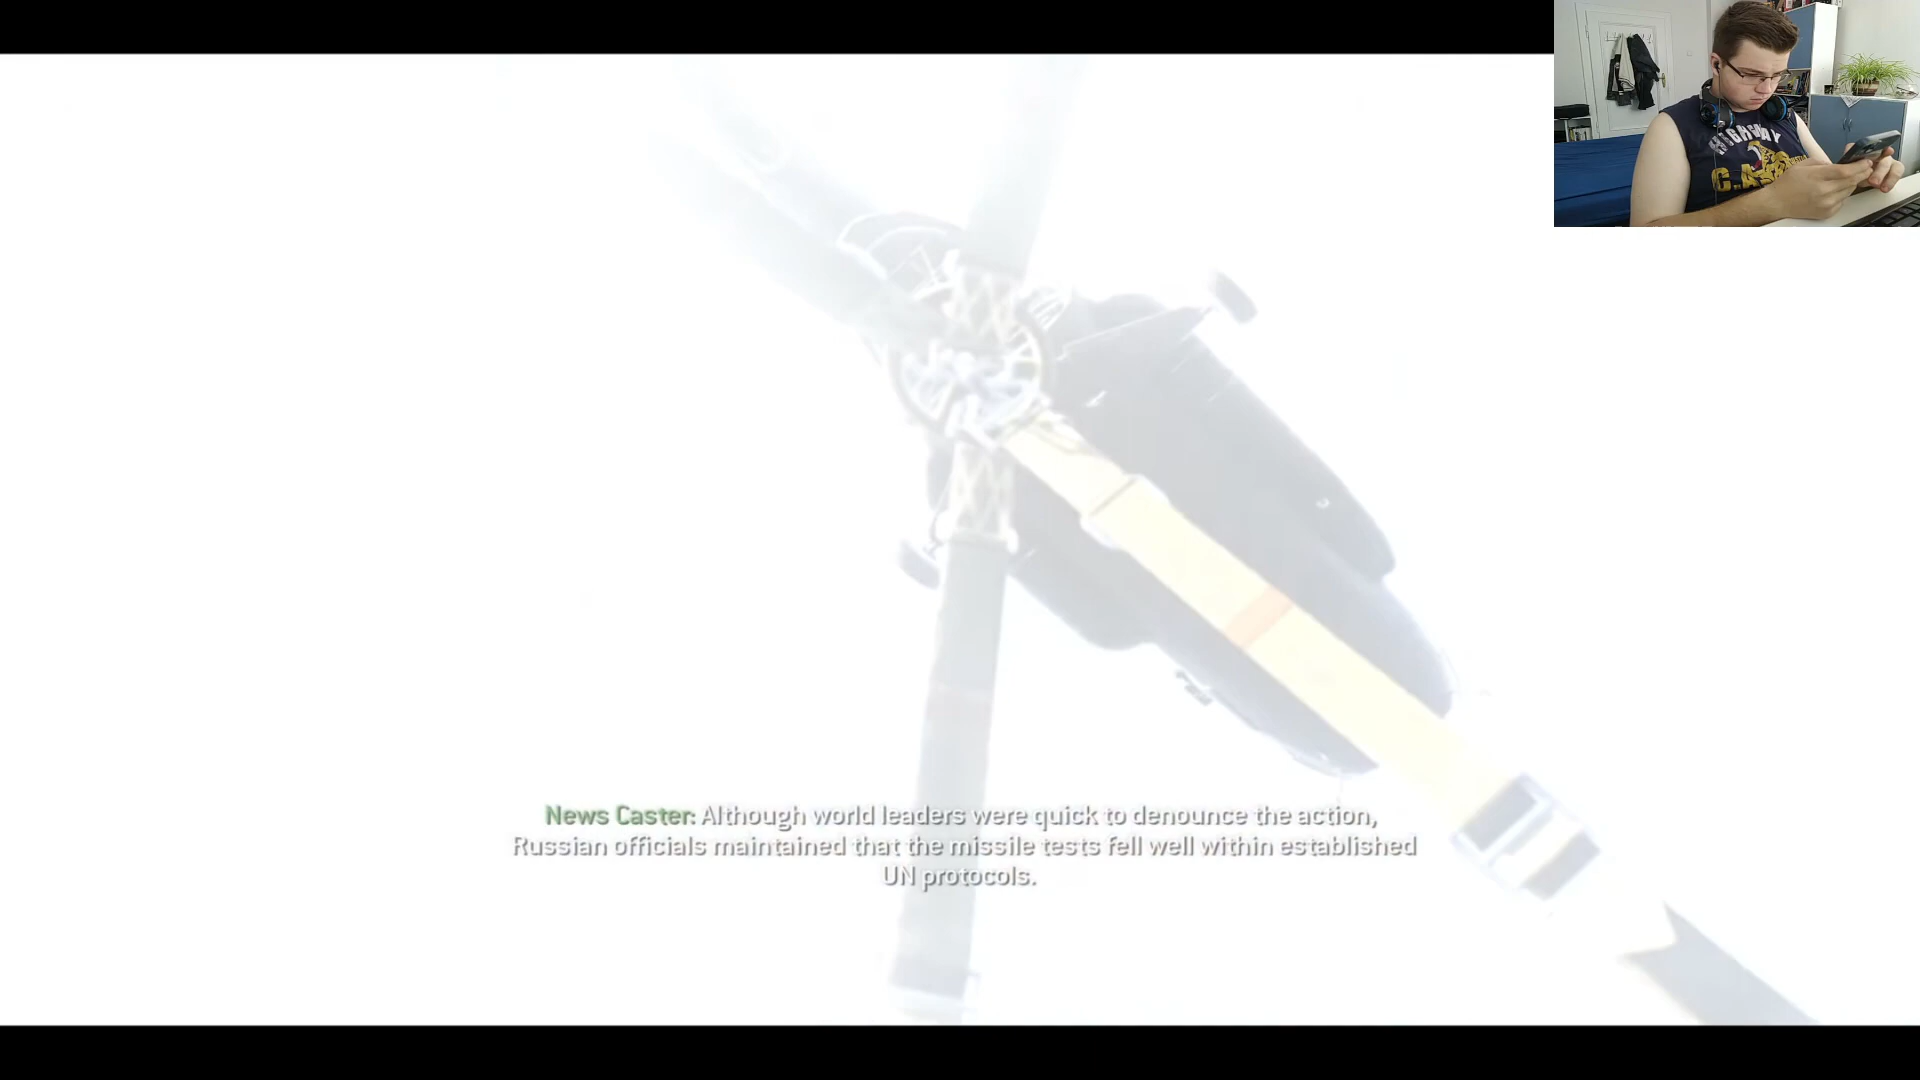 News Caster: Although world leaders were quick to denounce the action,
Russian officials maintained that the missile tests fell well within established
UN protocols.
C.A